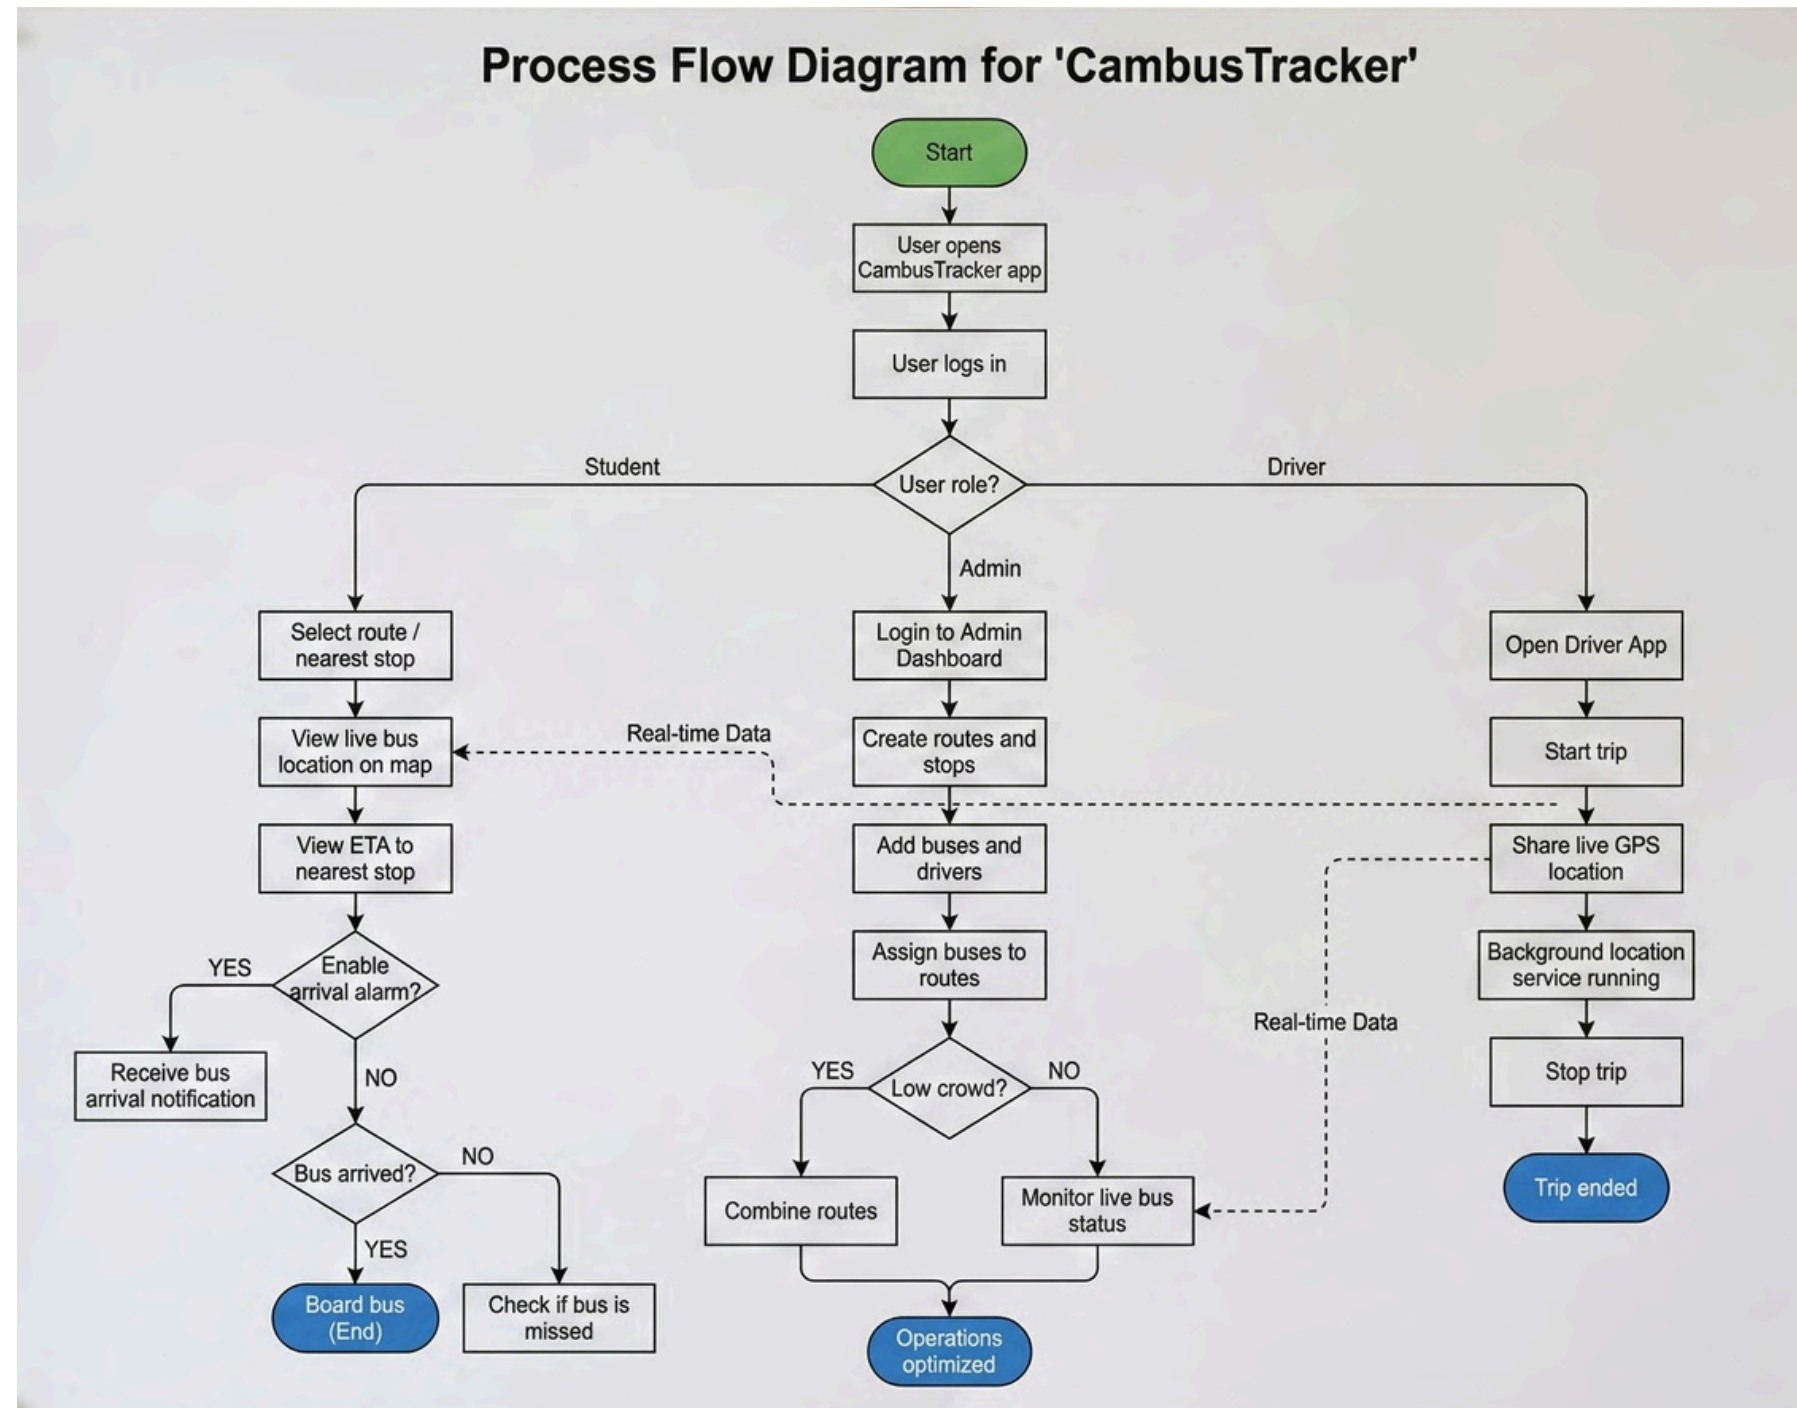 Process Flow Diagram for 'CambusTracker'
Start
User opens
CambusTracker app
User logs in
User role?
Student
Admin
Driver
Select route /
nearest stop
View live bus
location on map
View ETA to
nearest stop
Enable
arrival alarm?
YES
Receive bus
arrival notification
NO
Bus arrived?
NO
YES
Board bus
(End)
Check if bus is
missed
Real-time Data
Login to Admin
Dashboard
Create routes and
stops
Add buses and
drivers
Assign buses to
routes
Low crowd?
YES
NO
Combine routes
Monitor live bus
status
Operations
optimized
Real-time Data
Open Driver App
Start trip
Share live GPS
location
Background location
service running
Stop trip
Trip ended